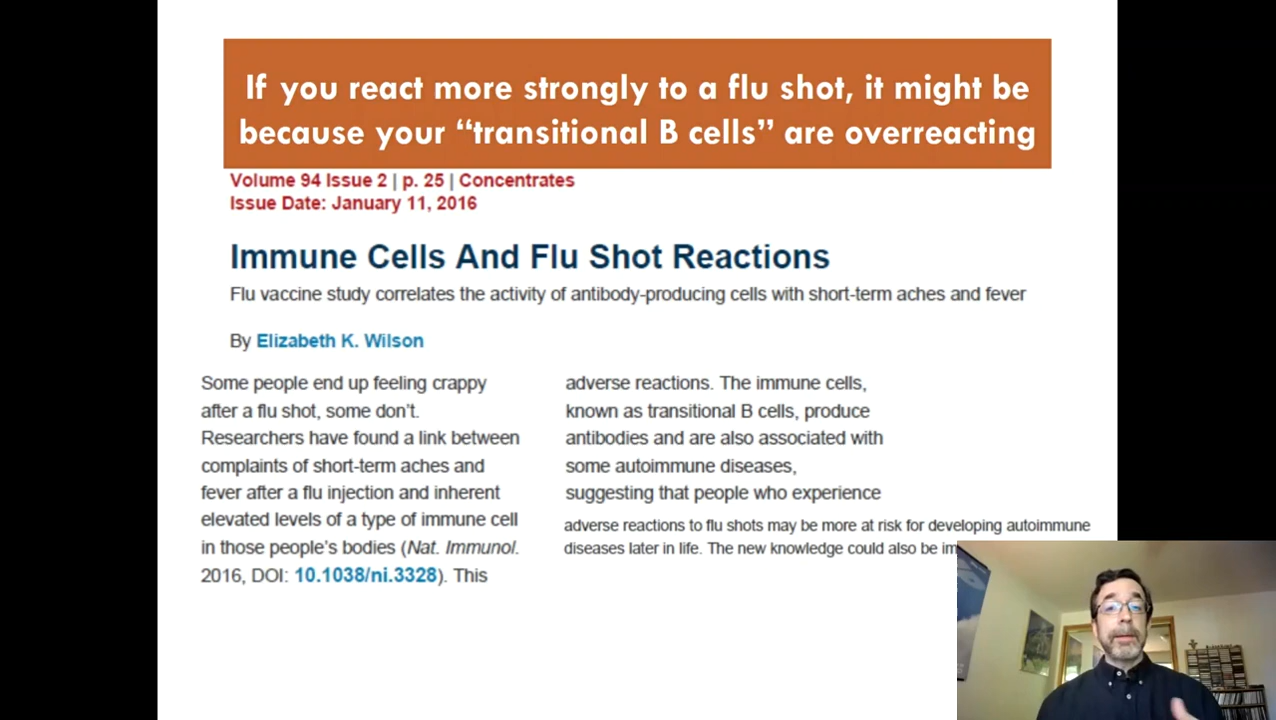 If you react more strongly to a flu shot, it might be
because your “transitional B cells” are overreacting
Volume 94 Issue 2 | p. 25 | Concentrates
Issue Date: January 11, 2016
Immune Cells And Flu Shot Reactions
Flu vaccine study correlates the activity of antibody-producing cells with short-term aches and fever
By Elizabeth K. Wilson
Some people end up feeling crappy
after a flu shot, some don’t.
Researchers have found a link between
complaints of short-term aches and
fever after a flu injection and inherent
elevated levels of a type of immune cell
in those people’s bodies (Nat. Immunol.
2016, DOI: 10.1038/ni.3328). This
adverse reactions. The immune cells,
known as transitional B cells, produce
antibodies and are also associated with
some autoimmune diseases,
suggesting that people who experience
adverse reactions to flu shots may be more at risk for developing autoimmune
diseases later in life. The new knowledge could also be